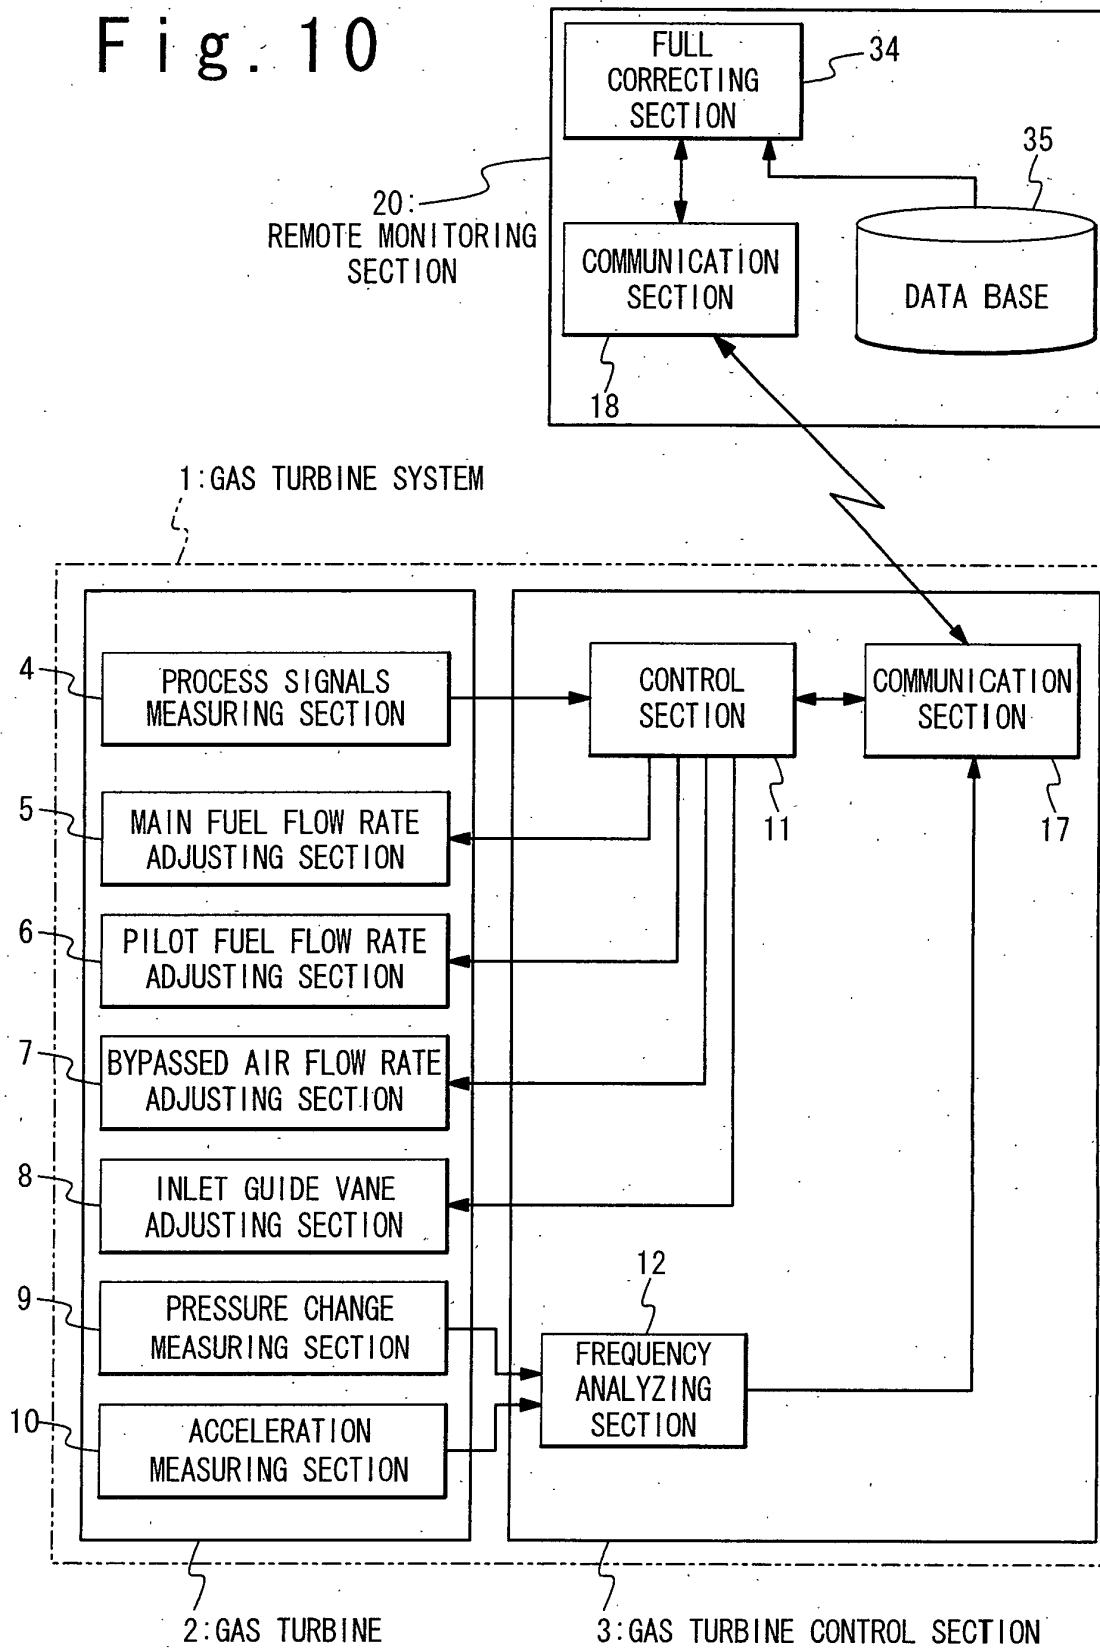 Fig. 10
FULL
CORRECTING
SECTION
34
35
20:
REMOTE MONITORING
SECTION
COMMUNICATION
SECTION
DATA BASE
18
1:GAS TURBINE SYSTEM
4
PROCESS SIGNALS
MEASURING SECTION
CONTROL
SECTION
COMMUNICATION
SECTION
11
17
5
MAIN FUEL FLOW RATE
ADJUSTING SECTION
6
PILOT FUEL FLOW RATE
ADJUSTING SECTION
7
BYPASSED AIR FLOW RATE
ADJUSTING SECTION
8
INLET GUIDE VANE
ADJUSTING SECTION
12
9
PRESSURE CHANGE
MEASURING SECTION
FREQUENCY
ANALYZING
SECTION
10
ACCELERATION
MEASURING SECTION
2:GAS TURBINE
3:GAS TURBINE CONTROL SECTION